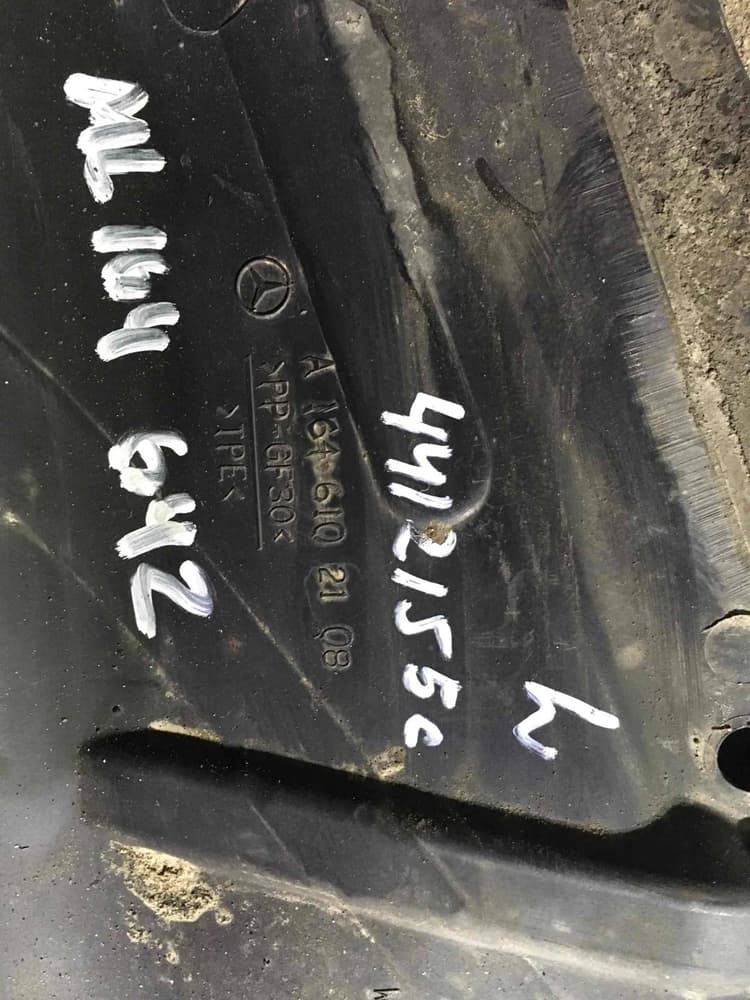 4412155c
A 164 610 21 08
>PP-GF30<
>TPE<
ML 164 642